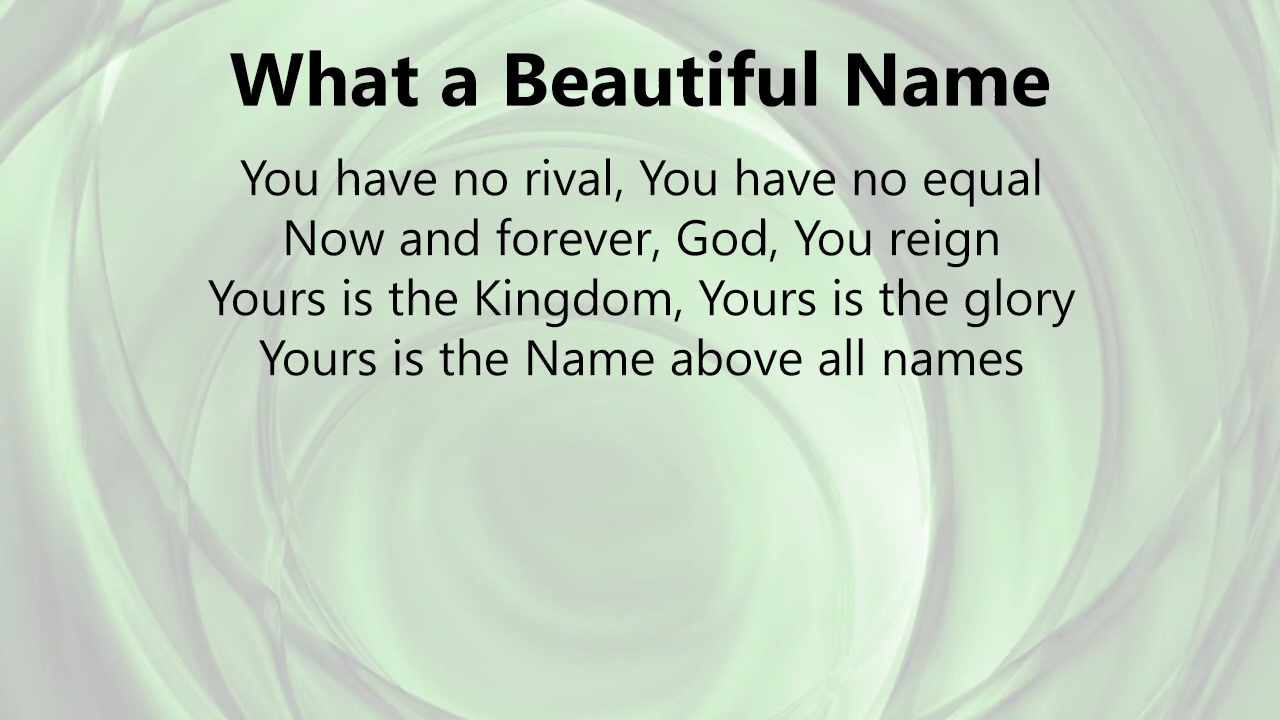 What a Beautiful Name
You have no rival, You have no equal
Now and forever, God, You reign
Yours is the Kingdom, Yours is the glory
Yours is the Name above all names